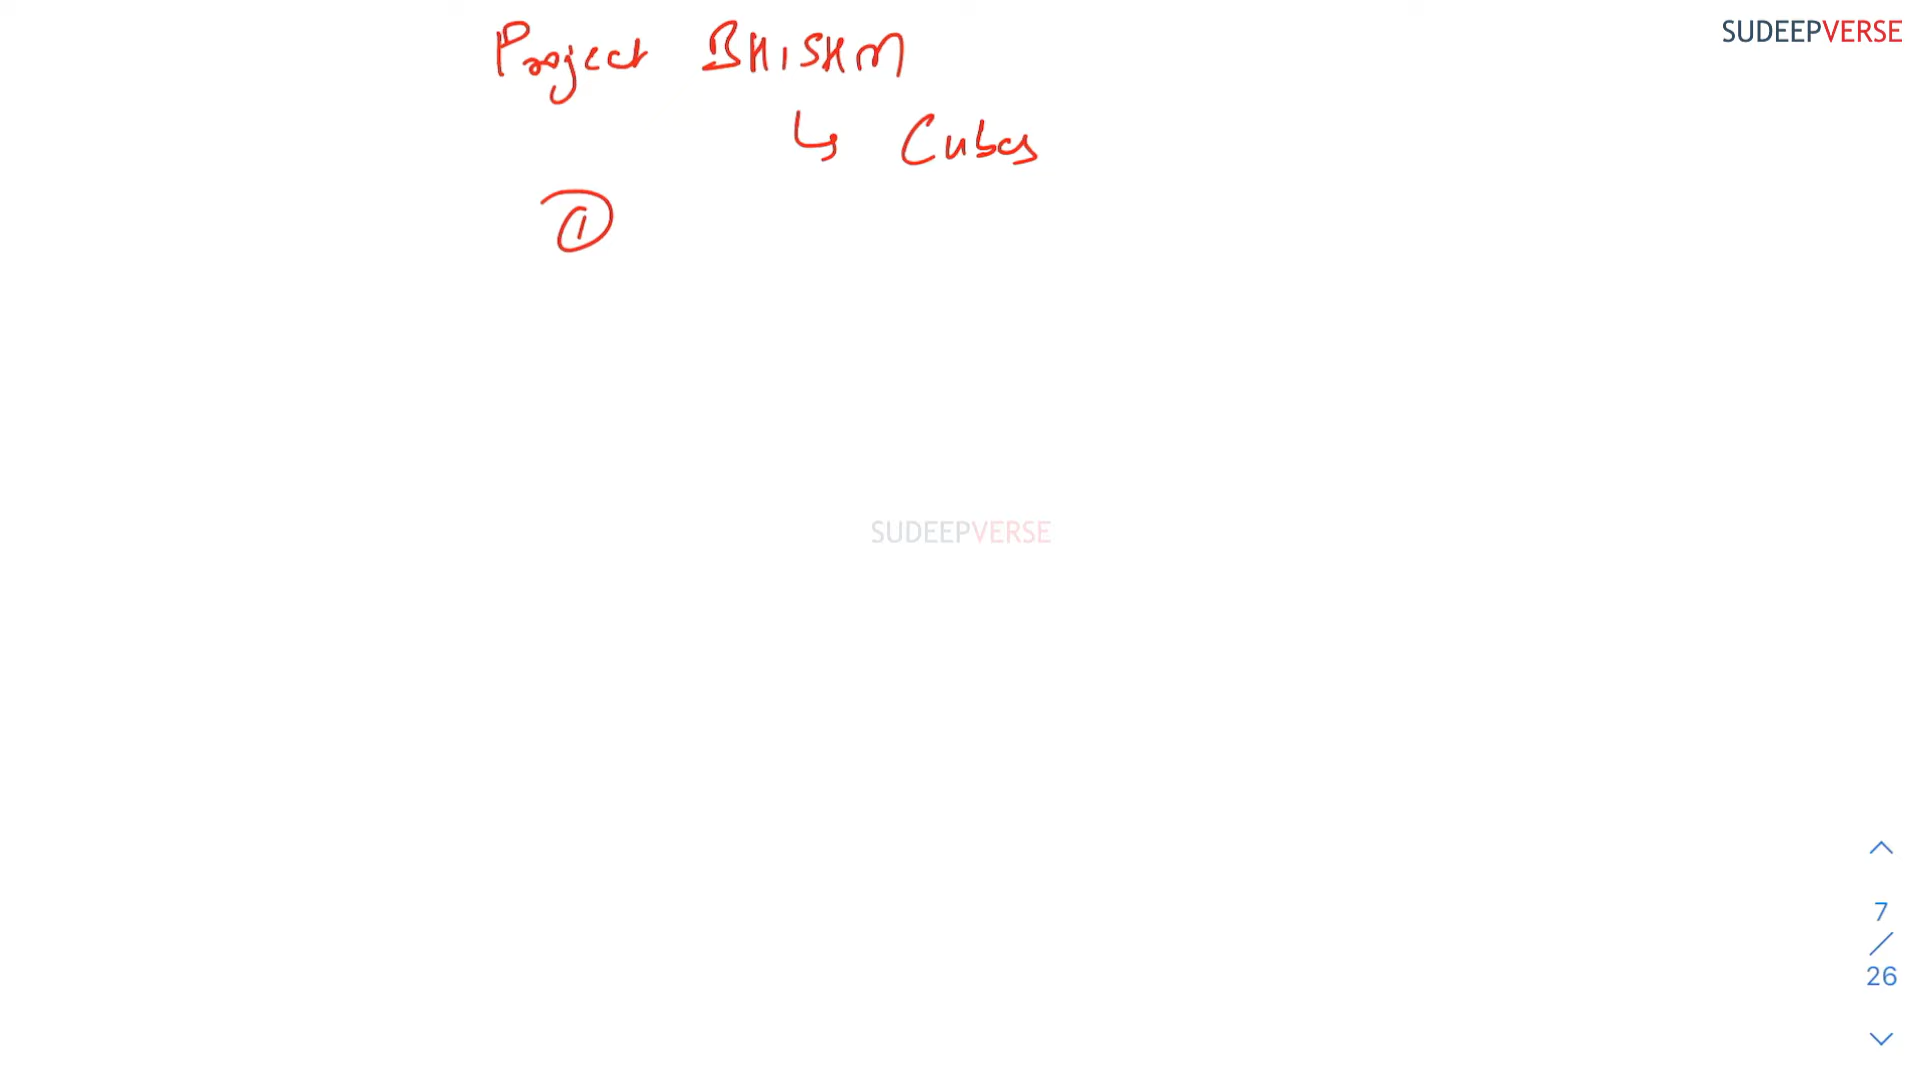 SUDEEPVERSE
Project BHISHM
↳ Cubes
①
SUDEEPVERSE
7
/
26